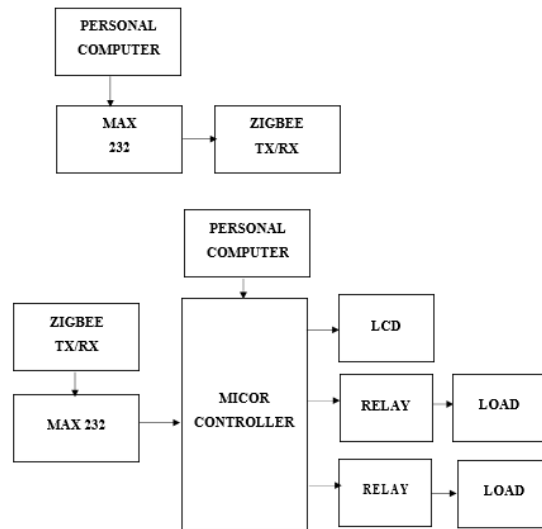 PERSONAL
COMPUTER
MAX
232
ZIGBEE
TX/RX
PERSONAL
COMPUTER
ZIGBEE
TX/RX
MAX 232
MICOR
CONTROLLER
LCD
RELAY
LOAD
RELAY
LOAD